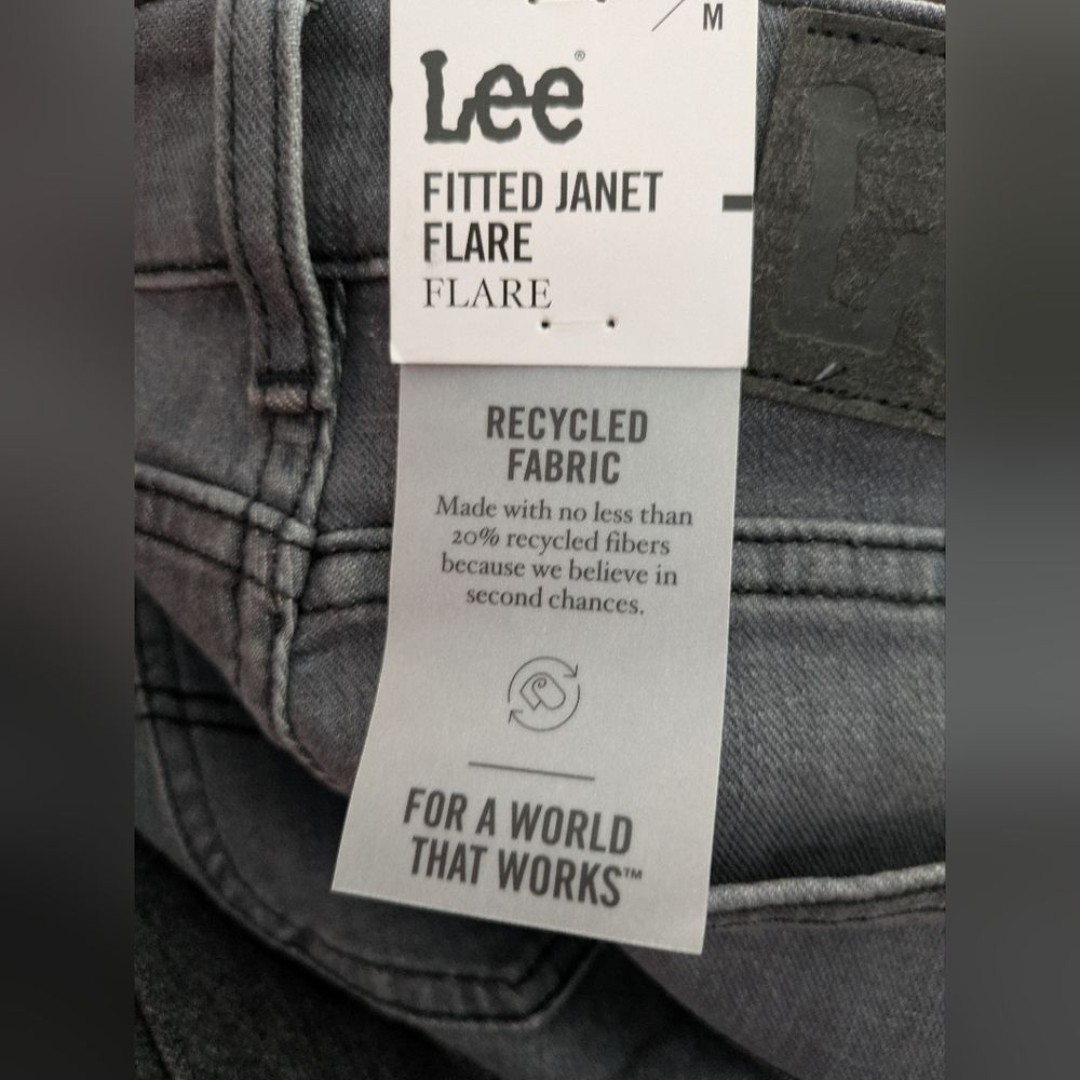 M
Lee®
FITTED JANET
FLARE
FLARE
RECYCLED
FABRIC
Made with no less than
20% recycled fibers
because we believe in
second chances.
FOR A WORLD
THAT WORKS™